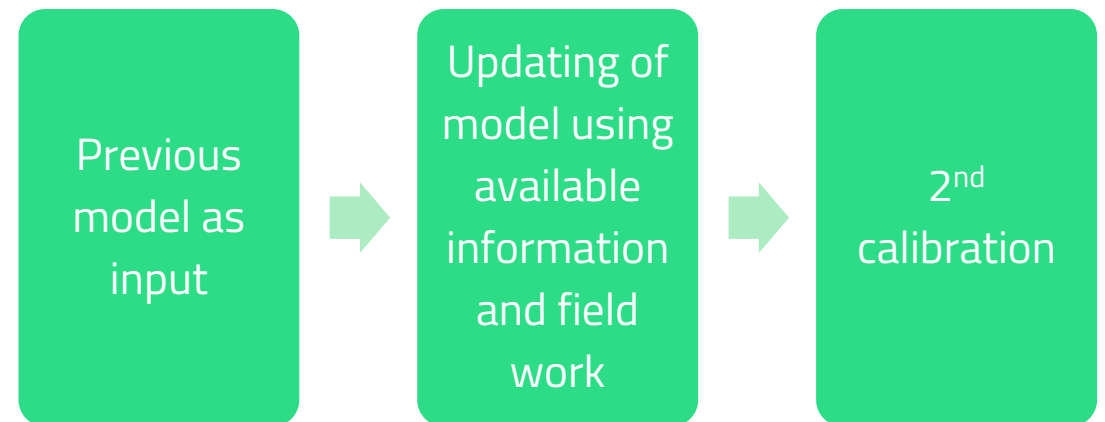 Previous
model as
input
Updating of
model using
available
information
and field
work
2nd
calibration